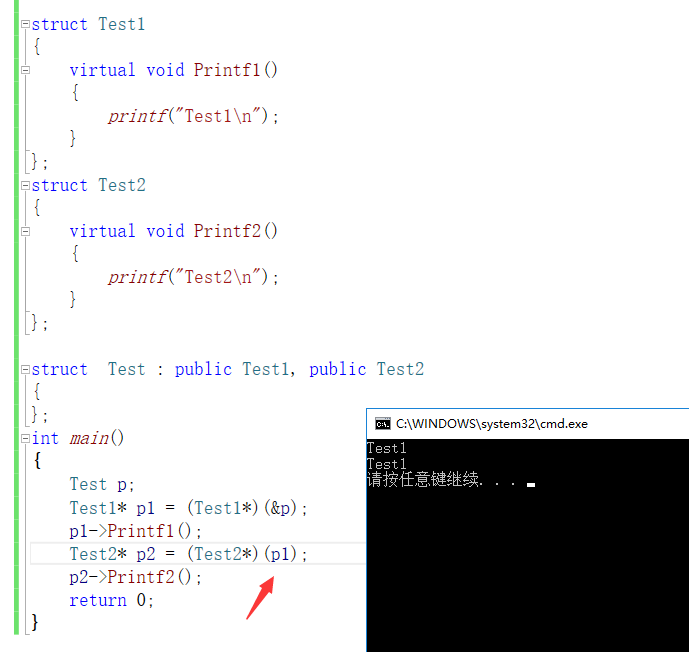 struct Test1
{
    virtual void Printf1()
    {
        printf("Test1\n");
    }
};
struct Test2
{
    virtual void Printf2()
    {
        printf("Test2\n");
    }
};
struct  Test : public Test1, public Test2
{
};
int main()
{
    Test p;
    Test1* p1 = (Test1*)(&p);
    p1->Printf1();
    Test2* p2 = (Test2*)(p1);
    p2->Printf2();
    return 0;
}
C:\WINDOWS\system32\cmd.exe
Test1
Test1
请按任意键继续. . .